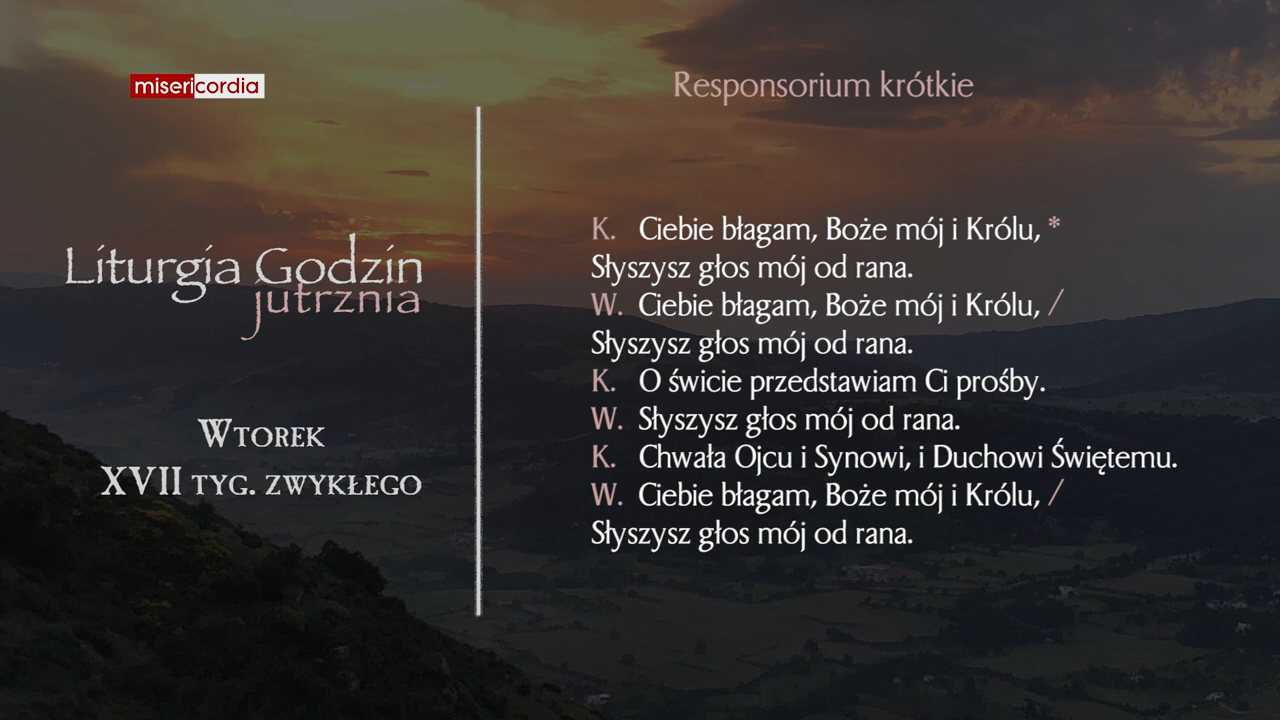 misericordia
Liturgia Godzin
jutrznia
Wtorek
XVII tyg. zwykłego
Responsorium krótkie
K. Ciebie błagam, Boże mój i Królu, *
Słyszysz głos mój od rana.
W. Ciebie błagam, Boże mój i Królu, /
Słyszysz głos mój od rana.
K. O świcie przedstawiam Ci prośby.
W. Słyszysz głos mój od rana.
K. Chwała Ojcu i Synowi, i Duchowi Świętemu.
W. Ciebie błagam, Boże mój i Królu, /
Słyszysz głos mój od rana.